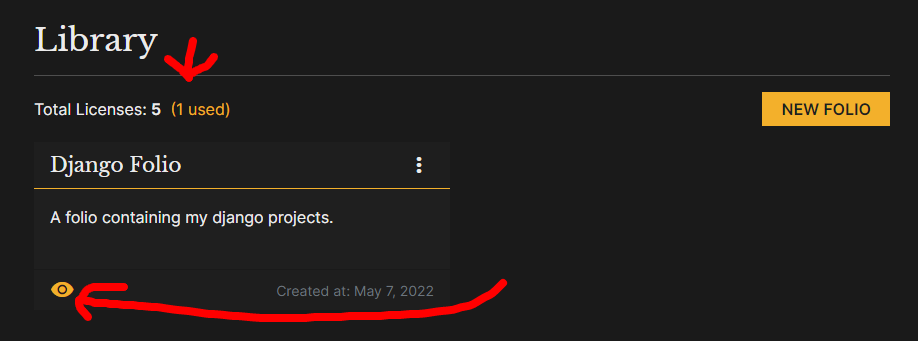 Library
Total Licenses: 5 (1 used)
NEW FOLIO
Django Folio
A folio containing my django projects.
Created at: May 7, 2022